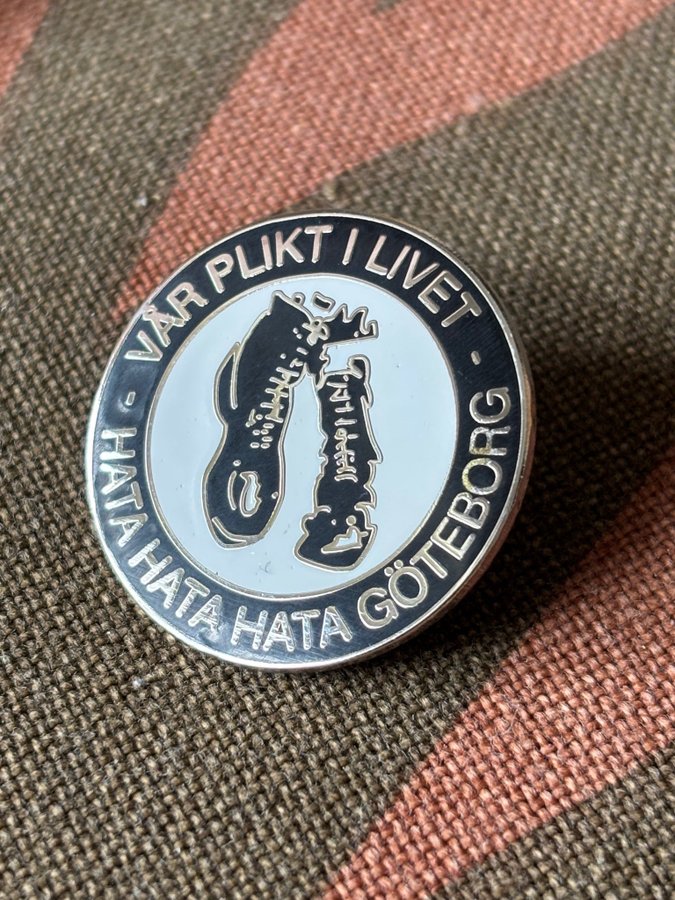 VÅR PLIKT I LIVET
- HATA HATA HATA GÖTEBORG -